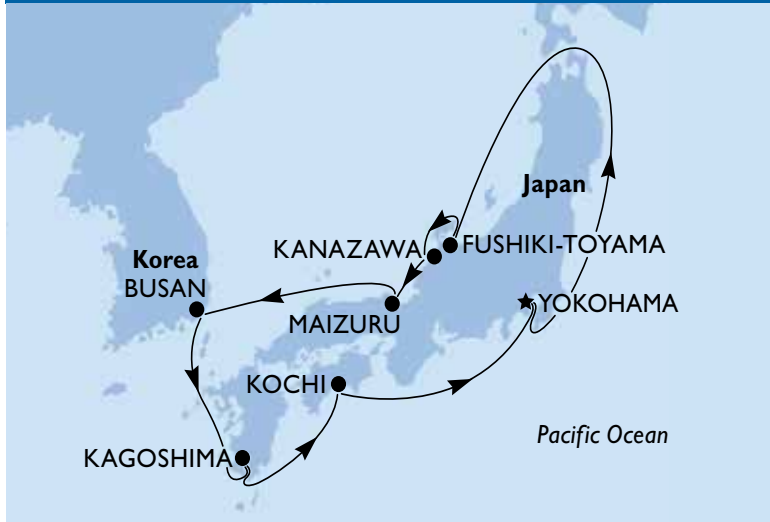 Japan
KANAZAWA
FUSHIKI-TOYAMA
Korea
BUSAN
MAIZURU
YOKOHAMA
KOCHI
Pacific Ocean
KAGOSHIMA